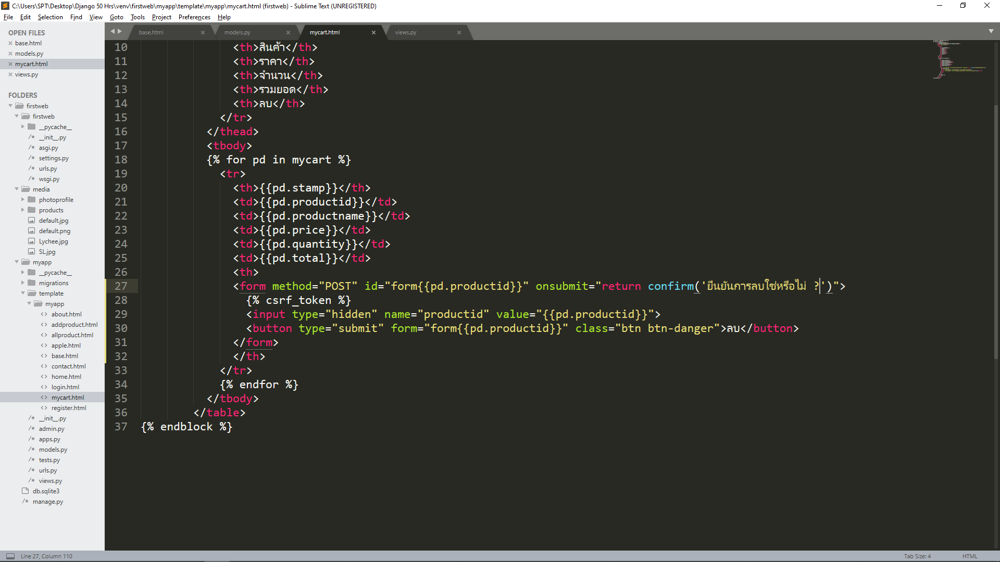 C:\Users\SPT\Desktop\Django 50 Hrs\venv\firstweb\myapp\template\myapp\mycart.html (firstweb) - Sublime Text (UNREGISTERED)
File Edit Selection Find View Goto Tools Project Preferences Help
OPEN FILES
base.html
models.py
mycart.html
views.py
FOLDERS
firstweb
firstweb
__pycache__
__init__.py
asgi.py
settings.py
urls.py
wsgi.py
media
photoprofile
products
default.jpg
default.png
Lychee.jpg
SL.jpg
myapp
__pycache__
migrations
template
myapp
about.html
addproduct.html
allproduct.html
apple.html
base.html
contact.html
home.html
login.html
mycart.html
register.html
__init__.py
admin.py
apps.py
models.py
tests.py
urls.py
views.py
db.sqlite3
manage.py
base.html models.py mycart.html views.py
10 <th>สินค้า</th>
11 <th>ราคา</th>
12 <th>จำนวน</th>
13 <th>รวมยอด</th>
14 <th>ลบ</th>
15 </tr>
16 </thead>
17 <tbody>
18 {% for pd in mycart %}
19 <tr>
20 <th>{{pd.stamp}}</th>
21 <td>{{pd.productid}}</td>
22 <td>{{pd.productname}}</td>
23 <td>{{pd.price}}</td>
24 <td>{{pd.quantity}}</td>
25 <td>{{pd.total}}</td>
26 <th>
27 <form method="POST" id="form{{pd.productid}}" onsubmit="return confirm('ยืนยันการลบใช่หรือไม่ ?')">
28 {% csrf_token %}
29 <input type="hidden" name="productid" value="{{pd.productid}}">
30 <button type="submit" form="form{{pd.productid}}" class="btn btn-danger">ลบ</button>
31 </form>
32 </th>
33 </tr>
34 {% endfor %}
35 </tbody>
36 </table>
37 {% endblock %}
Line 27, Column 110 Tab Size: 4 HTML